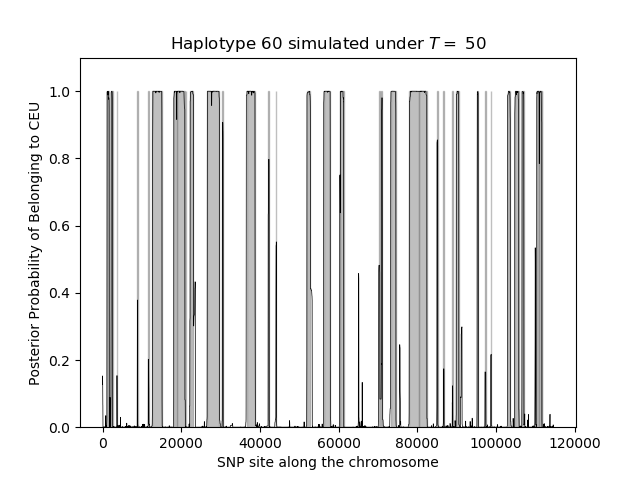 Haplotype 60 simulated under T = 50
Posterior Probability of Belonging to CEU
1.0
0.8
0.6
0.4
0.2
0.0
0 20000 40000 60000 80000 100000 120000
SNP site along the chromosome